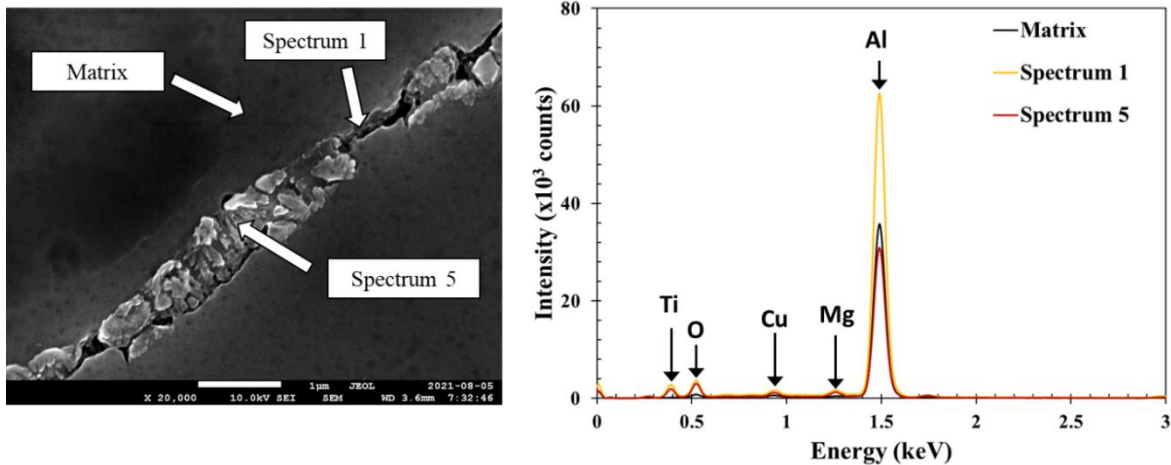 Spectrum 1
Matrix
Spectrum 5
1μm JEOL 2021-08-05
X 20,000 10.0kV SEI SEM WD 3.6mm 7:32:46
80
60
40
20
0
Intensity (x10³ counts)
Matrix
Spectrum 1
Spectrum 5
Al
Ti
O
Cu
Mg
0 0.5 1 1.5 2 2.5 3
Energy (keV)